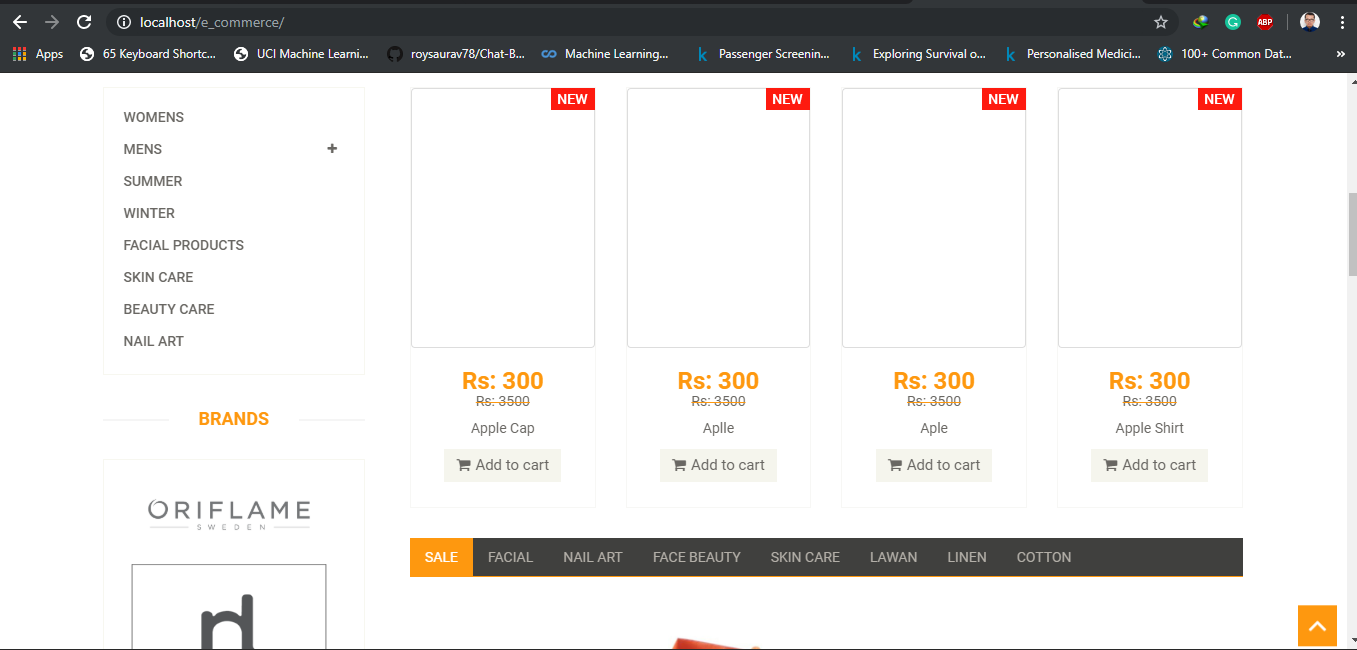 localhost/e_commerce/
ABP
Apps
65 Keyboard Shortc...
UCI Machine Learni...
roysaurav78/Chat-B...
Machine Learning...
Passenger Screenin...
Exploring Survival o...
Personalised Medici...
100+ Common Dat...
»
WOMENS
MENS +
SUMMER
WINTER
FACIAL PRODUCTS
SKIN CARE
BEAUTY CARE
NAIL ART
BRANDS
ORIFLAME
SWEDEN
NEW NEW NEW NEW
Rs: 300 Rs: 300 Rs: 300 Rs: 300
Rs: 3500 Rs: 3500 Rs: 3500 Rs: 3500
Apple Cap Aplle Aple Apple Shirt
Add to cart Add to cart Add to cart Add to cart
SALE FACIAL NAIL ART FACE BEAUTY SKIN CARE LAWAN LINEN COTTON